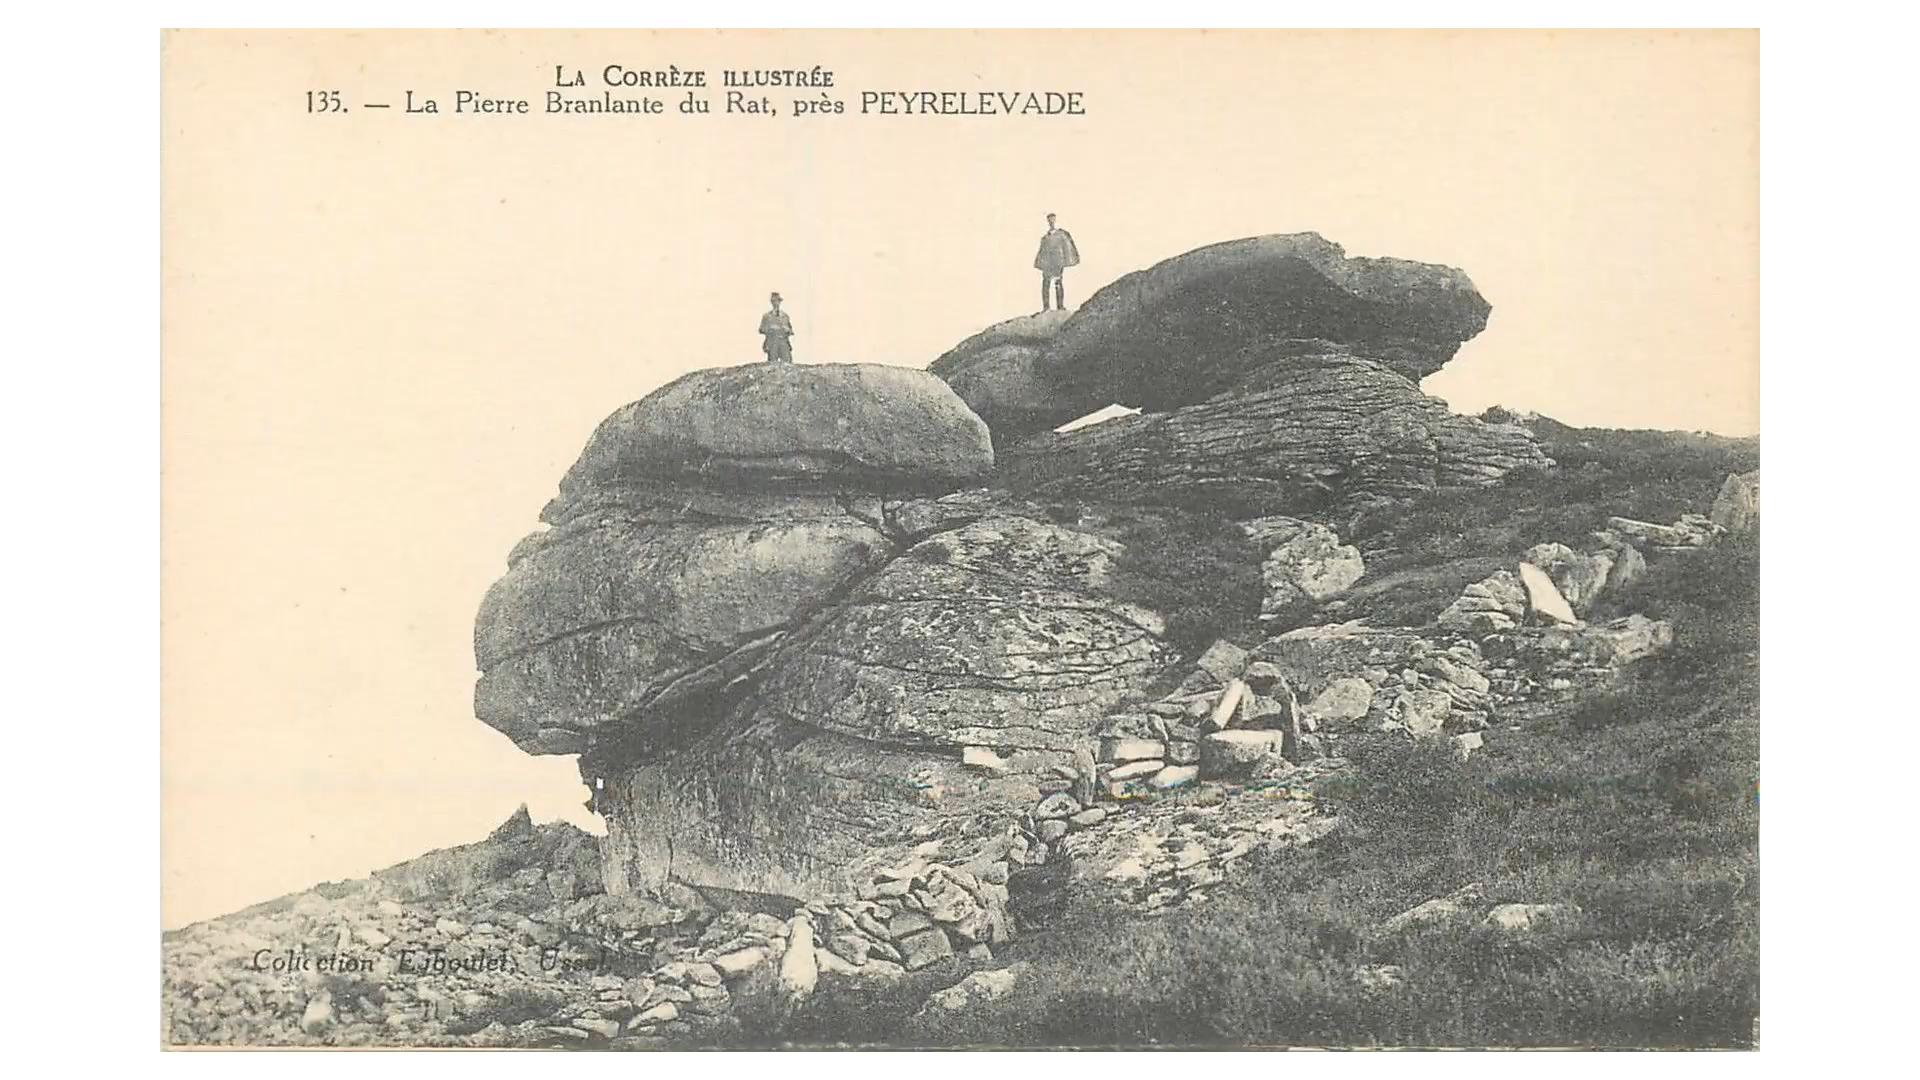 LA CORRÈZE ILLUSTRÉE
135. — La Pierre Branlante du Rat, près PEYRELEVADE
Collection Eyboulet, Ussel